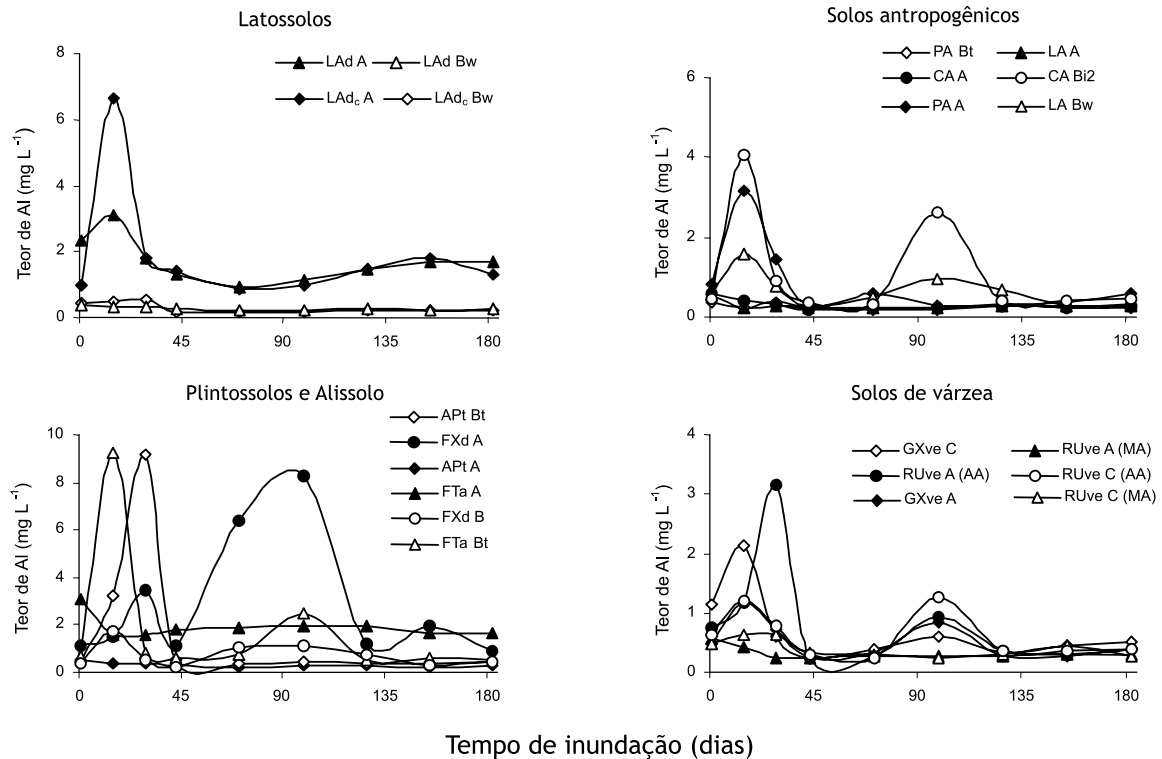 Latossolos
LAd A LAd Bw
LAdc A LAdc Bw
Teor de Al (mg L -1)
8
6
4
2
0
0 45 90 135 180
Solos antropogênicos
PA Bt LA A
CA A CA Bi2
PA A LA Bw
Teor de Al (mg L -1)
6
4
2
0
0 45 90 135 180
Plintossolos e Alissolo
APt Bt
FXd A
APt A
FTa A
FXd B
FTa Bt
Teor de Al (mg L -1)
10
8
6
4
2
0
0 45 90 135 180
Solos de várzea
GXve C RUve A (MA)
RUve A (AA) RUve C (AA)
GXve A RUve C (MA)
Teor de Al (mg L -1)
4
3
2
1
0
0 45 90 135 180
Tempo de inundação (dias)